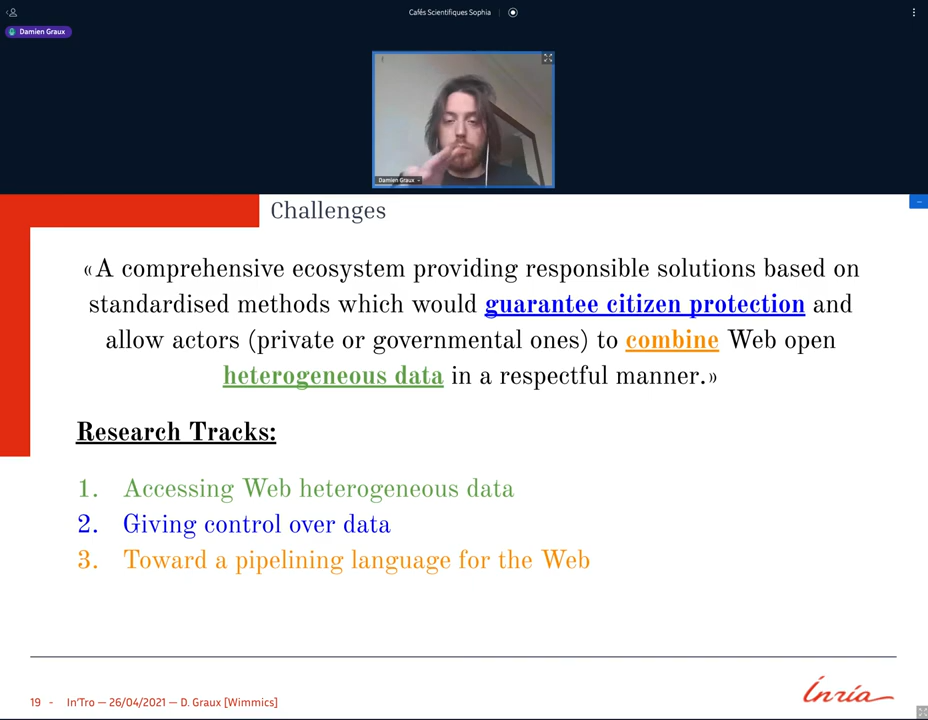 Cafés Scientifiques Sophia
Damien Graux
Damien Graux
Challenges
«A comprehensive ecosystem providing responsible solutions based on
standardised methods which would guarantee citizen protection and
allow actors (private or governmental ones) to combine Web open
heterogeneous data in a respectful manner.»
Research Tracks:
1. Accessing Web heterogeneous data
2. Giving control over data
3. Toward a pipelining language for the Web
19 - In'Tro — 26/04/2021 — D. Graux [Wimmics]
Inria